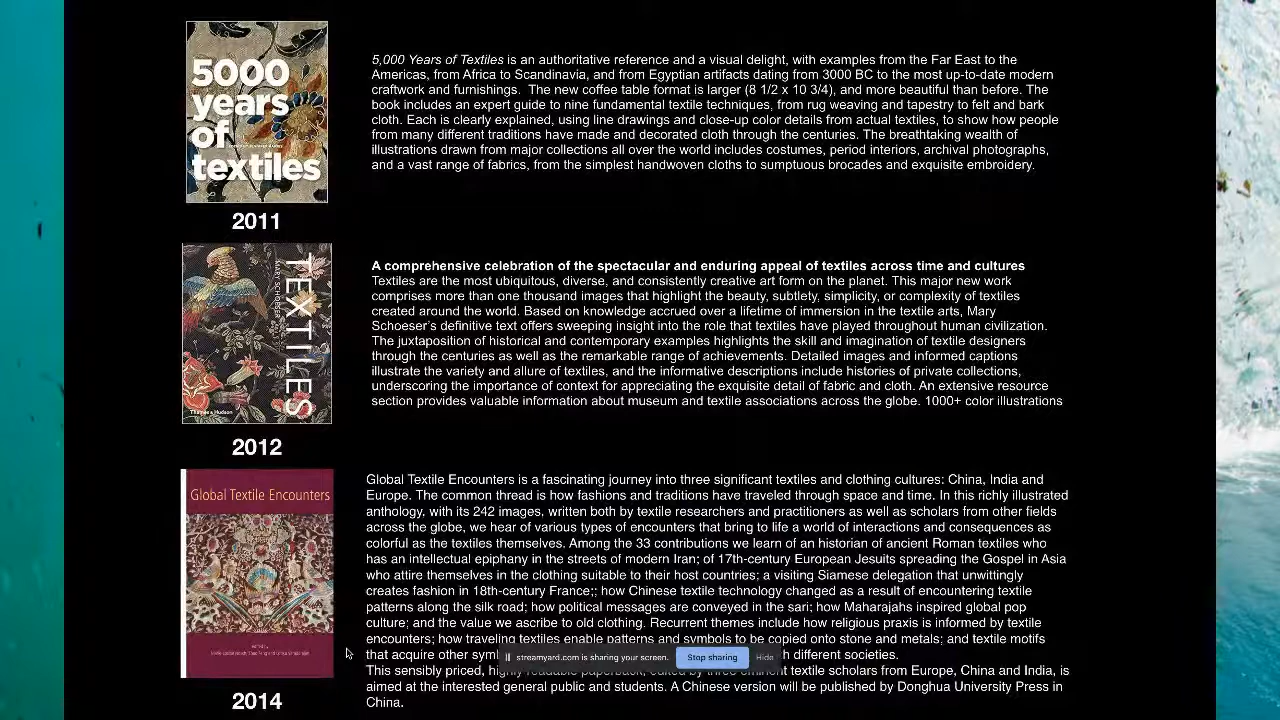 5000
years
of
textiles
5,000 Years of Textiles is an authoritative reference and a visual delight, with examples from the Far East to the
Americas, from Africa to Scandinavia, and from Egyptian artifacts dating from 3000 BC to the most up-to-date modern
craftwork and furnishings.  The new coffee table format is larger (8 1/2 x 10 3/4), and more beautiful than before. The
book includes an expert guide to nine fundamental textile techniques, from rug weaving and tapestry to felt and bark
cloth. Each is clearly explained, using line drawings and close-up color details from actual textiles, to show how people
from many different traditions have made and decorated cloth through the centuries. The breathtaking wealth of
illustrations drawn from major collections all over the world includes costumes, period interiors, archival photographs,
and a vast range of fabrics, from the simplest handwoven cloths to sumptuous brocades and exquisite embroidery.
2011
TEXTILES
MARY SCHOESER
Thames & Hudson
A comprehensive celebration of the spectacular and enduring appeal of textiles across time and cultures
Textiles are the most ubiquitous, diverse, and consistently creative art form on the planet. This major new work
comprises more than one thousand images that highlight the beauty, subtlety, simplicity, or complexity of textiles
created around the world. Based on knowledge accrued over a lifetime of immersion in the textile arts, Mary
Schoeser's definitive text offers sweeping insight into the role that textiles have played throughout human civilization.
The juxtaposition of historical and contemporary examples highlights the skill and imagination of textile designers
through the centuries as well as the remarkable range of achievements. Detailed images and informed captions
illustrate the variety and allure of textiles, and the informative descriptions include histories of private collections,
underscoring the importance of context for appreciating the exquisite detail of fabric and cloth. An extensive resource
section provides valuable information about museum and textile associations across the globe. 1000+ color illustrations
2012
Global Textile Encounters
Global Textile Encounters is a fascinating journey into three significant textiles and clothing cultures: China, India and
Europe. The common thread is how fashions and traditions have traveled through space and time. In this richly illustrated
anthology, with its 242 images, written both by textile researchers and practitioners as well as scholars from other fields
across the globe, we hear of various types of encounters that bring to life a world of interactions and consequences as
colorful as the textiles themselves. Among the 33 contributions we learn of an historian of ancient Roman textiles who
has an intellectual epiphany in the streets of modern Iran; of 17th-century European Jesuits spreading the Gospel in Asia
who attire themselves in the clothing suitable to their host countries; a visiting Siamese delegation that unwittingly
creates fashion in 18th-century France;; how Chinese textile technology changed as a result of encountering textile
patterns along the silk road; how political messages are conveyed in the sari; how Maharajahs inspired global pop
culture; and the value we ascribe to old clothing. Recurrent themes include how religious praxis is informed by textile
encounters; how traveling textiles enable patterns and symbols to be copied onto stone and metals; and textile motifs
that acquire other symb h different societies.
streamyard.com is sharing your screen. Stop sharing Hide
This sensibly priced, highly readable paperback, edited by three eminent textile scholars from Europe, China and India, is
aimed at the interested general public and students. A Chinese version will be published by Donghua University Press in
China.
2014